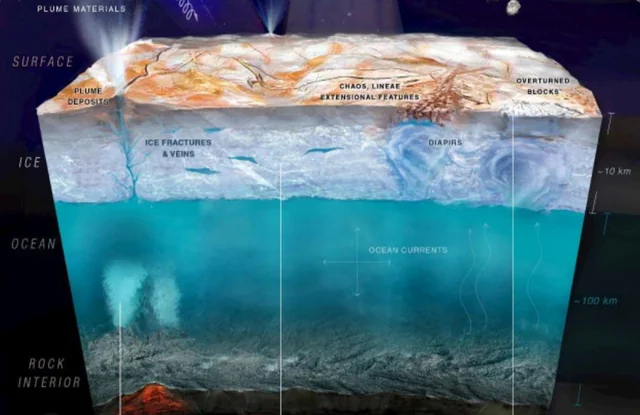 PLUME MATERIALS
SURFACE
PLUME
DEPOSITS
CHAOS, LINEAE
EXTENSIONAL FEATURES
OVERTURNED
BLOCKS
ICE FRACTURES
& VEINS
DIAPIRS
ICE
~10 km
OCEAN
OCEAN CURRENTS
~100 km
ROCK
INTERIOR